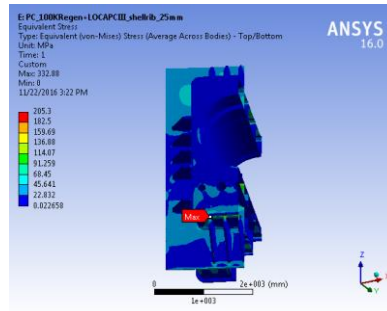 E: PC_100KRegen+LOCAPCIII_shellrib_25mm
Equivalent Stress
Type: Equivalent (von-Mises) Stress (Average Across Bodies) - Top/Bottom
Unit: MPa
Time: 1
Custom
Max: 332.88
Min: 0
11/22/2016 3:22 PM
ANSYS
16.0
205.3
182.5
159.69
136.88
114.07
91.259
68.45
45.641
22.832
0.022658
Max
0
2e+003 (mm)
1e+003
Z
X
Y